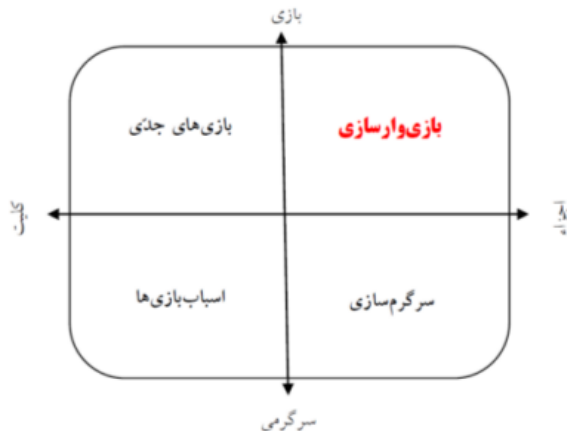 بازی
بازی‌وارسازی
بازی‌های جدّی
اجزاء
کلیت
سرگرم‌سازی
اسباب‌بازی‌ها
سرگرمی